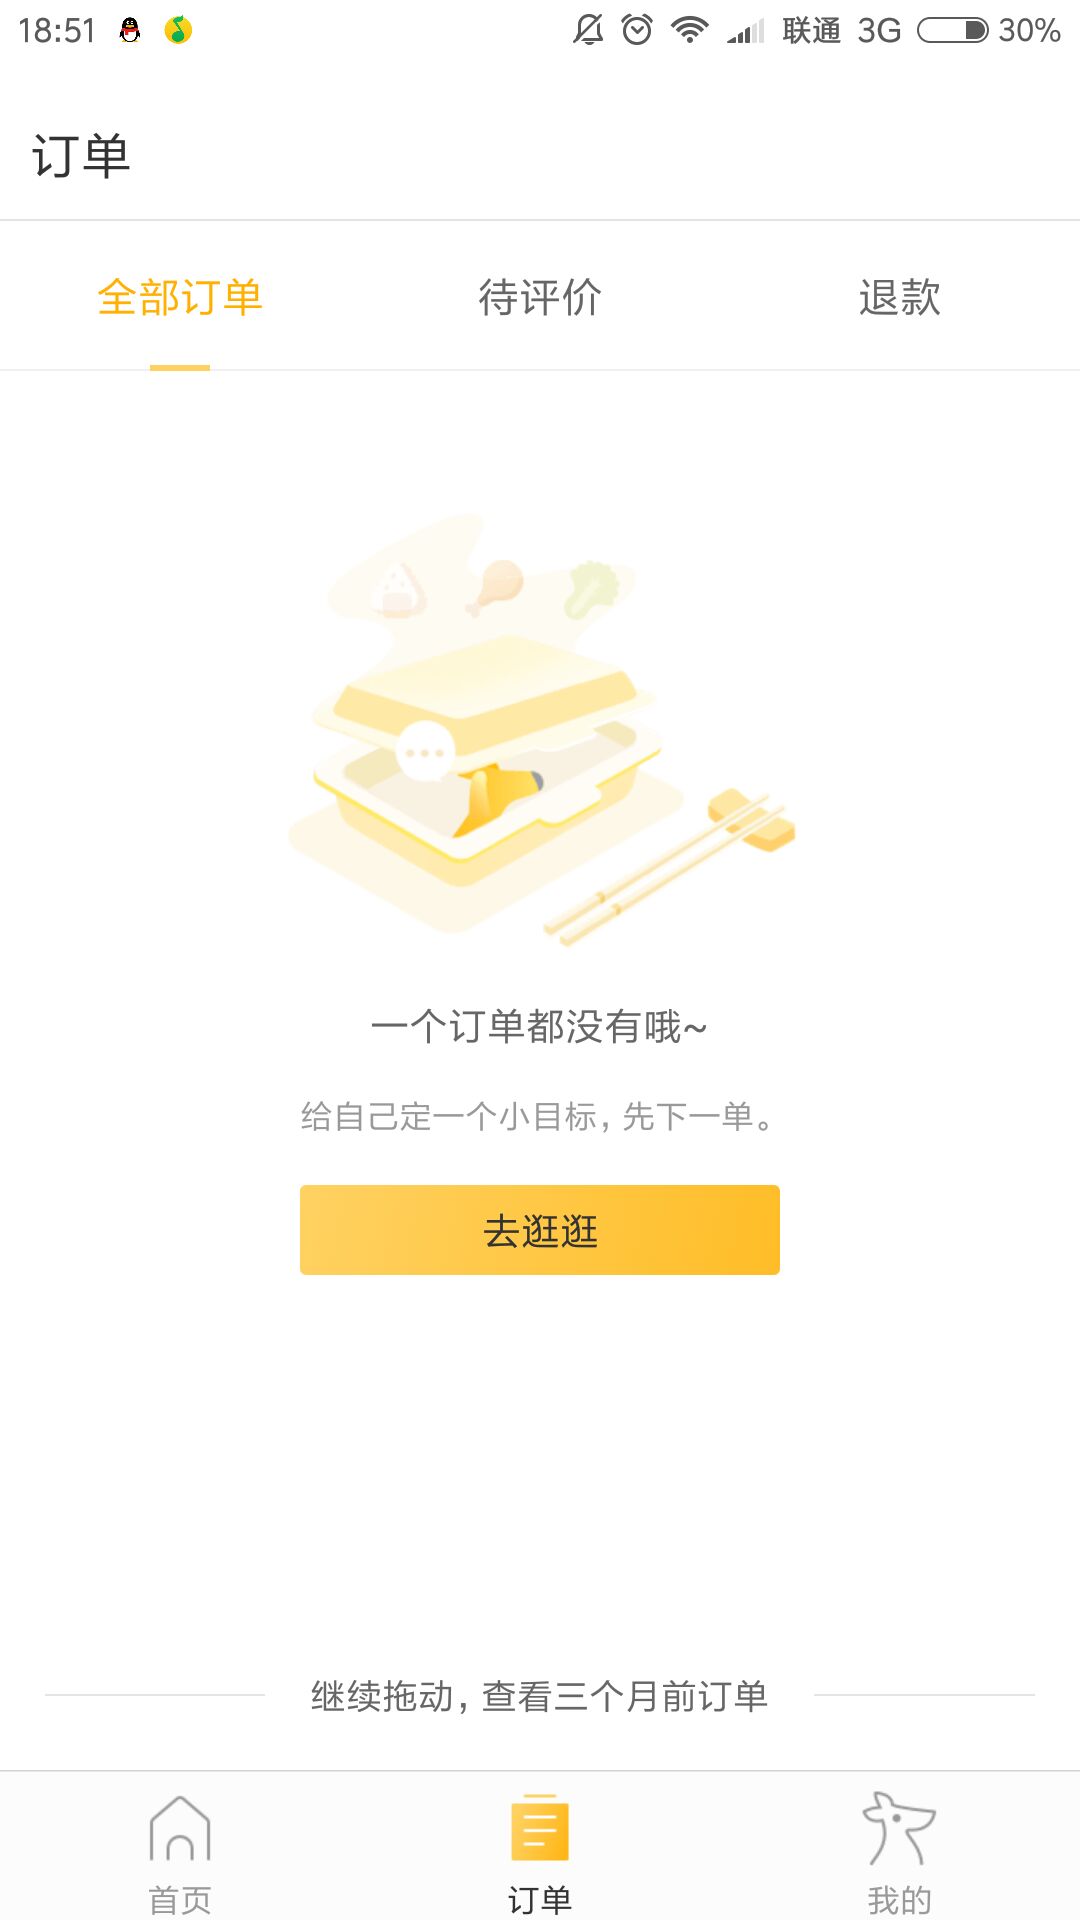 18:51 联通 3G 30%
订单
全部订单 待评价 退款
一个订单都没有哦~
给自己定一个小目标，先下一单。
去逛逛
继续拖动，查看三个月前订单
首页 订单 我的